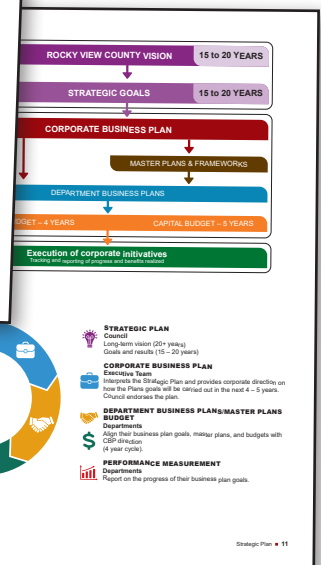 ROCKY VIEW COUNTY VISION 15 to 20 YEARS
STRATEGIC GOALS 15 to 20 YEARS
CORPORATE BUSINESS PLAN
MASTER PLANS & FRAMEWORKS
DEPARTMENT BUSINESS PLANS
– 4 YEARS CAPITAL BUDGET – 5 YEARS
Execution of corporate initiatives
Tracking and reporting of progress and benefits realized
STRATEGIC PLAN
Council
Long-term vision (20+ years)
Goals and results (15 – 20 years)
CORPORATE BUSINESS PLAN
Executive Team
Interprets the Strategic Plan and provides corporate direction on
how the Plans goals will be carried out in the next 4 – 5 years.
Council endorses the plan.
DEPARTMENT BUSINESS PLANS/MASTER PLANS
BUDGET
Departments
Align their business plan goals, master plans, and budgets with
CBP direction
(4 year cycle).
PERFORMANCE MEASUREMENT
Departments
Report on the progress of their business plan goals.
Strategic Plan ■ 11